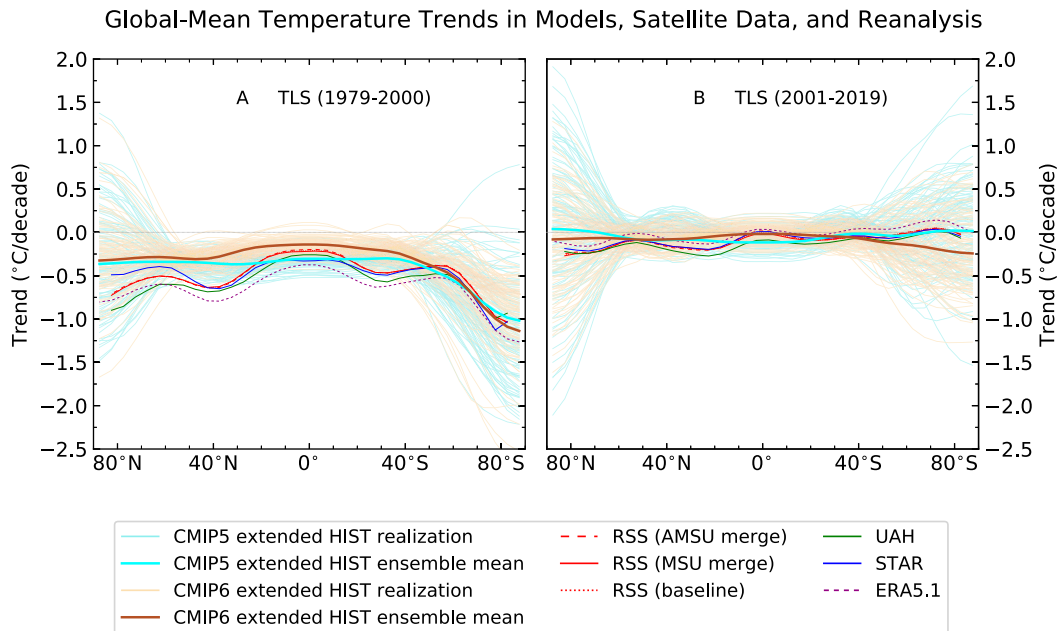 Global-Mean Temperature Trends in Models, Satellite Data, and Reanalysis
A TLS (1979-2000)
B TLS (2001-2019)
Trend (°C/decade)
2.0
1.5
1.0
0.5
0.0
−0.5
−1.0
−1.5
−2.0
−2.5
80°N
40°N
0°
40°S
80°S
80°N
40°N
0°
40°S
80°S
2.0
1.5
1.0
0.5
0.0
−0.5
−1.0
−1.5
−2.0
−2.5
Trend (°C/decade)
CMIP5 extended HIST realization
CMIP5 extended HIST ensemble mean
CMIP6 extended HIST realization
CMIP6 extended HIST ensemble mean
RSS (AMSU merge)
RSS (MSU merge)
RSS (baseline)
UAH
STAR
ERA5.1